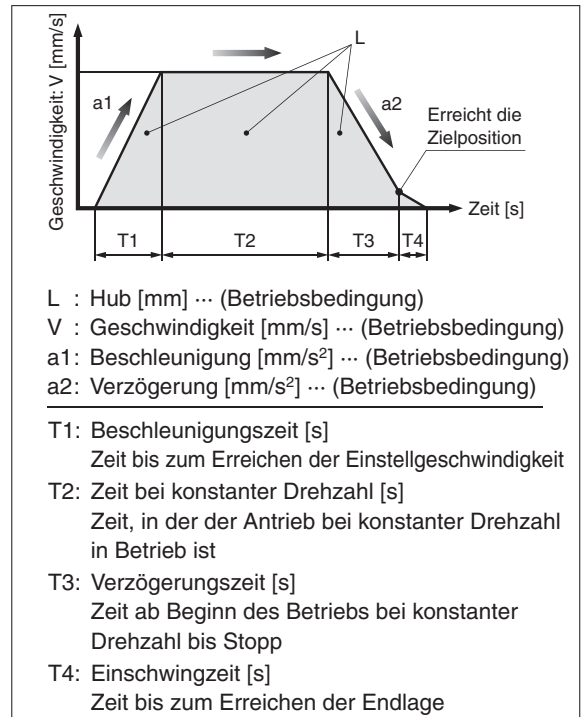 Geschwindigkeit: V [mm/s]
L
a1
a2
Erreicht die
Zielposition
Zeit [s]
T1
T2
T3
T4
L : Hub [mm] ··· (Betriebsbedingung)
V : Geschwindigkeit [mm/s] ··· (Betriebsbedingung)
a1: Beschleunigung [mm/s²] ··· (Betriebsbedingung)
a2: Verzögerung [mm/s²] ··· (Betriebsbedingung)
T1: Beschleunigungszeit [s]
Zeit bis zum Erreichen der Einstellgeschwindigkeit
T2: Zeit bei konstanter Drehzahl [s]
Zeit, in der der Antrieb bei konstanter Drehzahl
in Betrieb ist
T3: Verzögerungszeit [s]
Zeit ab Beginn des Betriebs bei konstanter
Drehzahl bis Stopp
T4: Einschwingzeit [s]
Zeit bis zum Erreichen der Endlage